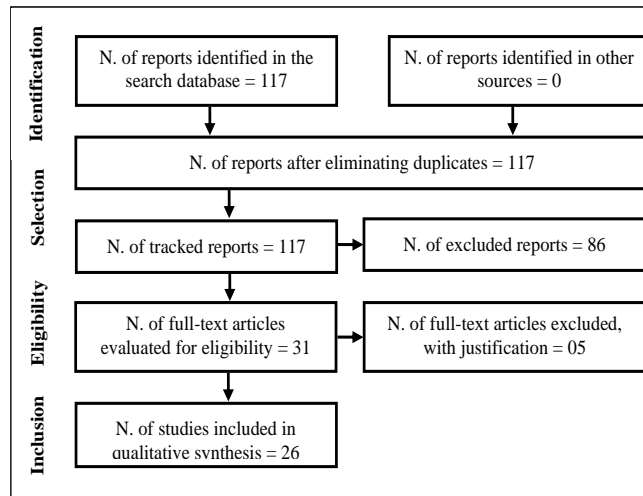 Identification
N. of reports identified in the
search database = 117
N. of reports identified in other
sources = 0
N. of reports after eliminating duplicates = 117
Selection
N. of tracked reports = 117
N. of excluded reports = 86
Eligibility
N. of full-text articles
evaluated for eligibility = 31
N. of full-text articles excluded,
with justification = 05
Inclusion
N. of studies included in
qualitative synthesis = 26